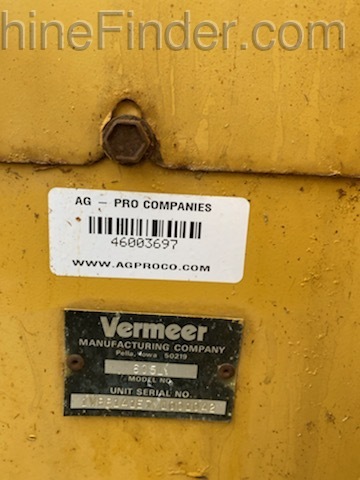 hineFinder.com
AG - PRO COMPANIES
46003697
WWW.AGPROCO.COM
Vermeer
MANUFACTURING COMPANY
Pella, Iowa 50219
MODEL NO.
UNIT SERIAL NO.